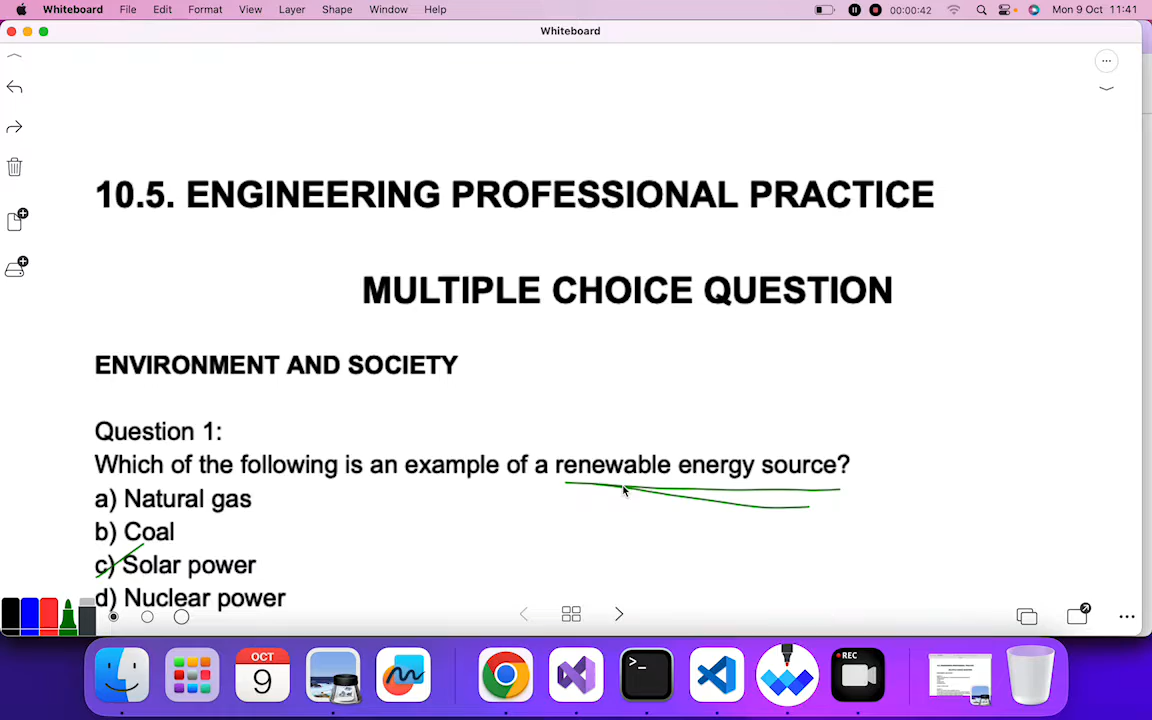 Whiteboard File Edit Format View Layer Shape Window Help 00:00:42 Mon 9 Oct 11:41
Whiteboard
10.5. ENGINEERING PROFESSIONAL PRACTICE
MULTIPLE CHOICE QUESTION
ENVIRONMENT AND SOCIETY
Question 1:
Which of the following is an example of a renewable energy source?
a) Natural gas
b) Coal
c) Solar power
d) Nuclear power
OCT
9
REC